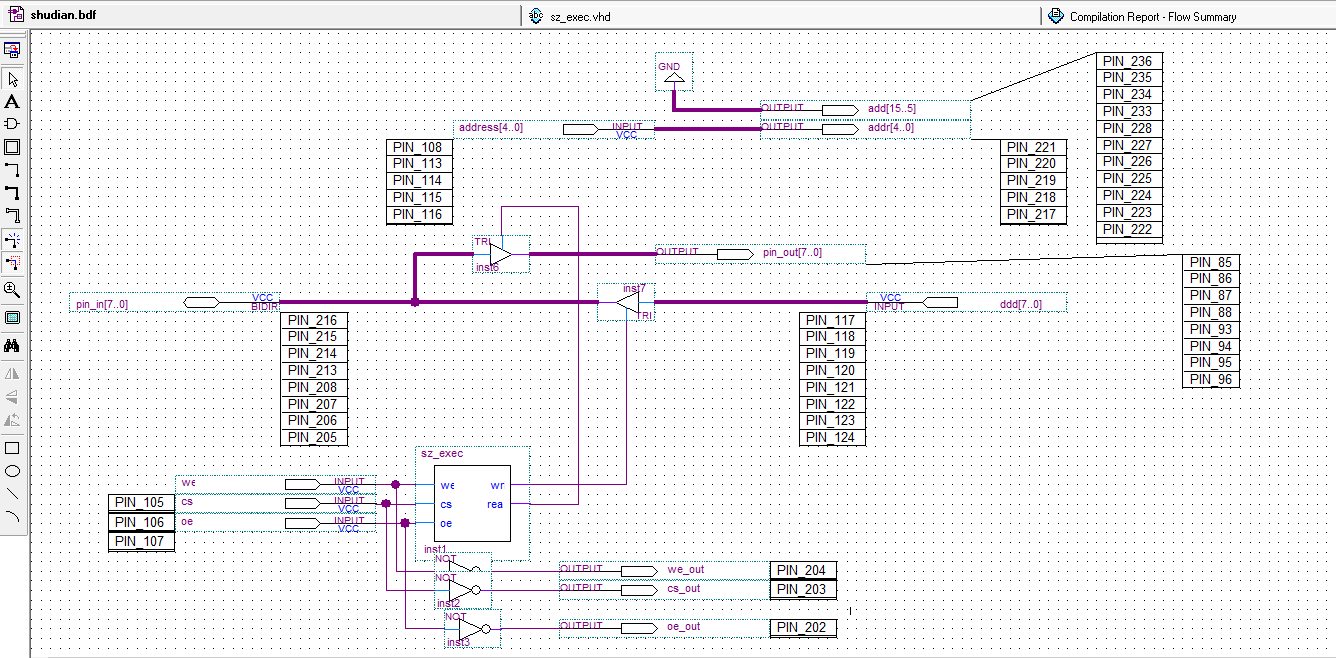 shudian.bdf
sz_exec.vhd
Compilation Report - Flow Summary
GND
OUTPUT add[15..5]
address[4..0] INPUT VCC
OUTPUT addr[4..0]
PIN_236
PIN_235
PIN_234
PIN_233
PIN_228
PIN_227
PIN_226
PIN_225
PIN_224
PIN_223
PIN_222
PIN_108
PIN_113
PIN_114
PIN_115
PIN_116
PIN_221
PIN_220
PIN_219
PIN_218
PIN_217
TRI
inst6
OUTPUT pin_out[7..0]
PIN_85
PIN_86
PIN_87
PIN_88
PIN_93
PIN_94
PIN_95
PIN_96
pin_in[7..0] VCC BIDIR
inst7
TRI
VCC INPUT ddd[7..0]
PIN_216
PIN_215
PIN_214
PIN_213
PIN_208
PIN_207
PIN_206
PIN_205
PIN_117
PIN_118
PIN_119
PIN_120
PIN_121
PIN_122
PIN_123
PIN_124
sz_exec
we INPUT VCC
cs INPUT VCC
oe INPUT VCC
PIN_105
PIN_106
PIN_107
we wr
cs rea
oe
inst1
NOT
OUTPUT we_out PIN_204
NOT
OUTPUT cs_out PIN_203
inst2
NOT
OUTPUT oe_out PIN_202
inst3